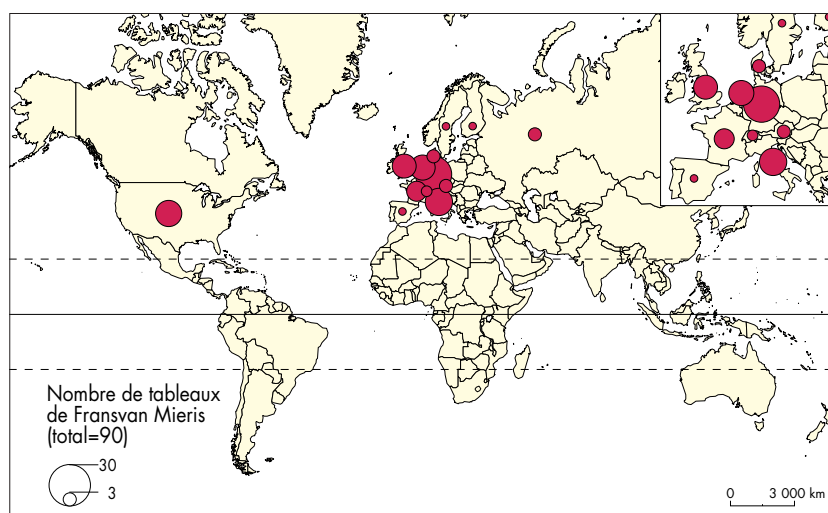 Nombre de tableaux
de Fransvan Mieris
(total=90)
30
3
0 3 000 km